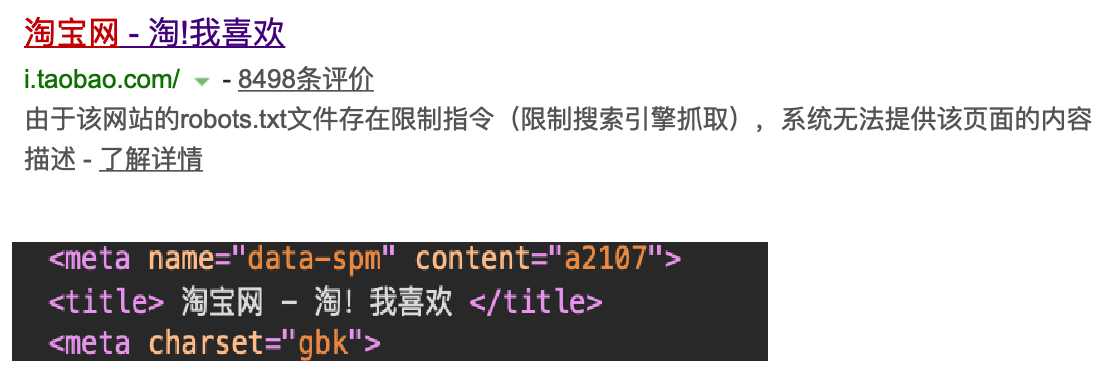 淘宝网 - 淘!我喜欢
i.taobao.com/ - 8498条评价
由于该网站的robots.txt文件存在限制指令（限制搜索引擎抓取），系统无法提供该页面的内容
描述 - 了解详情
<meta name="data-spm" content="a2107">
<title> 淘宝网 - 淘! 我喜欢 </title>
<meta charset="gbk">